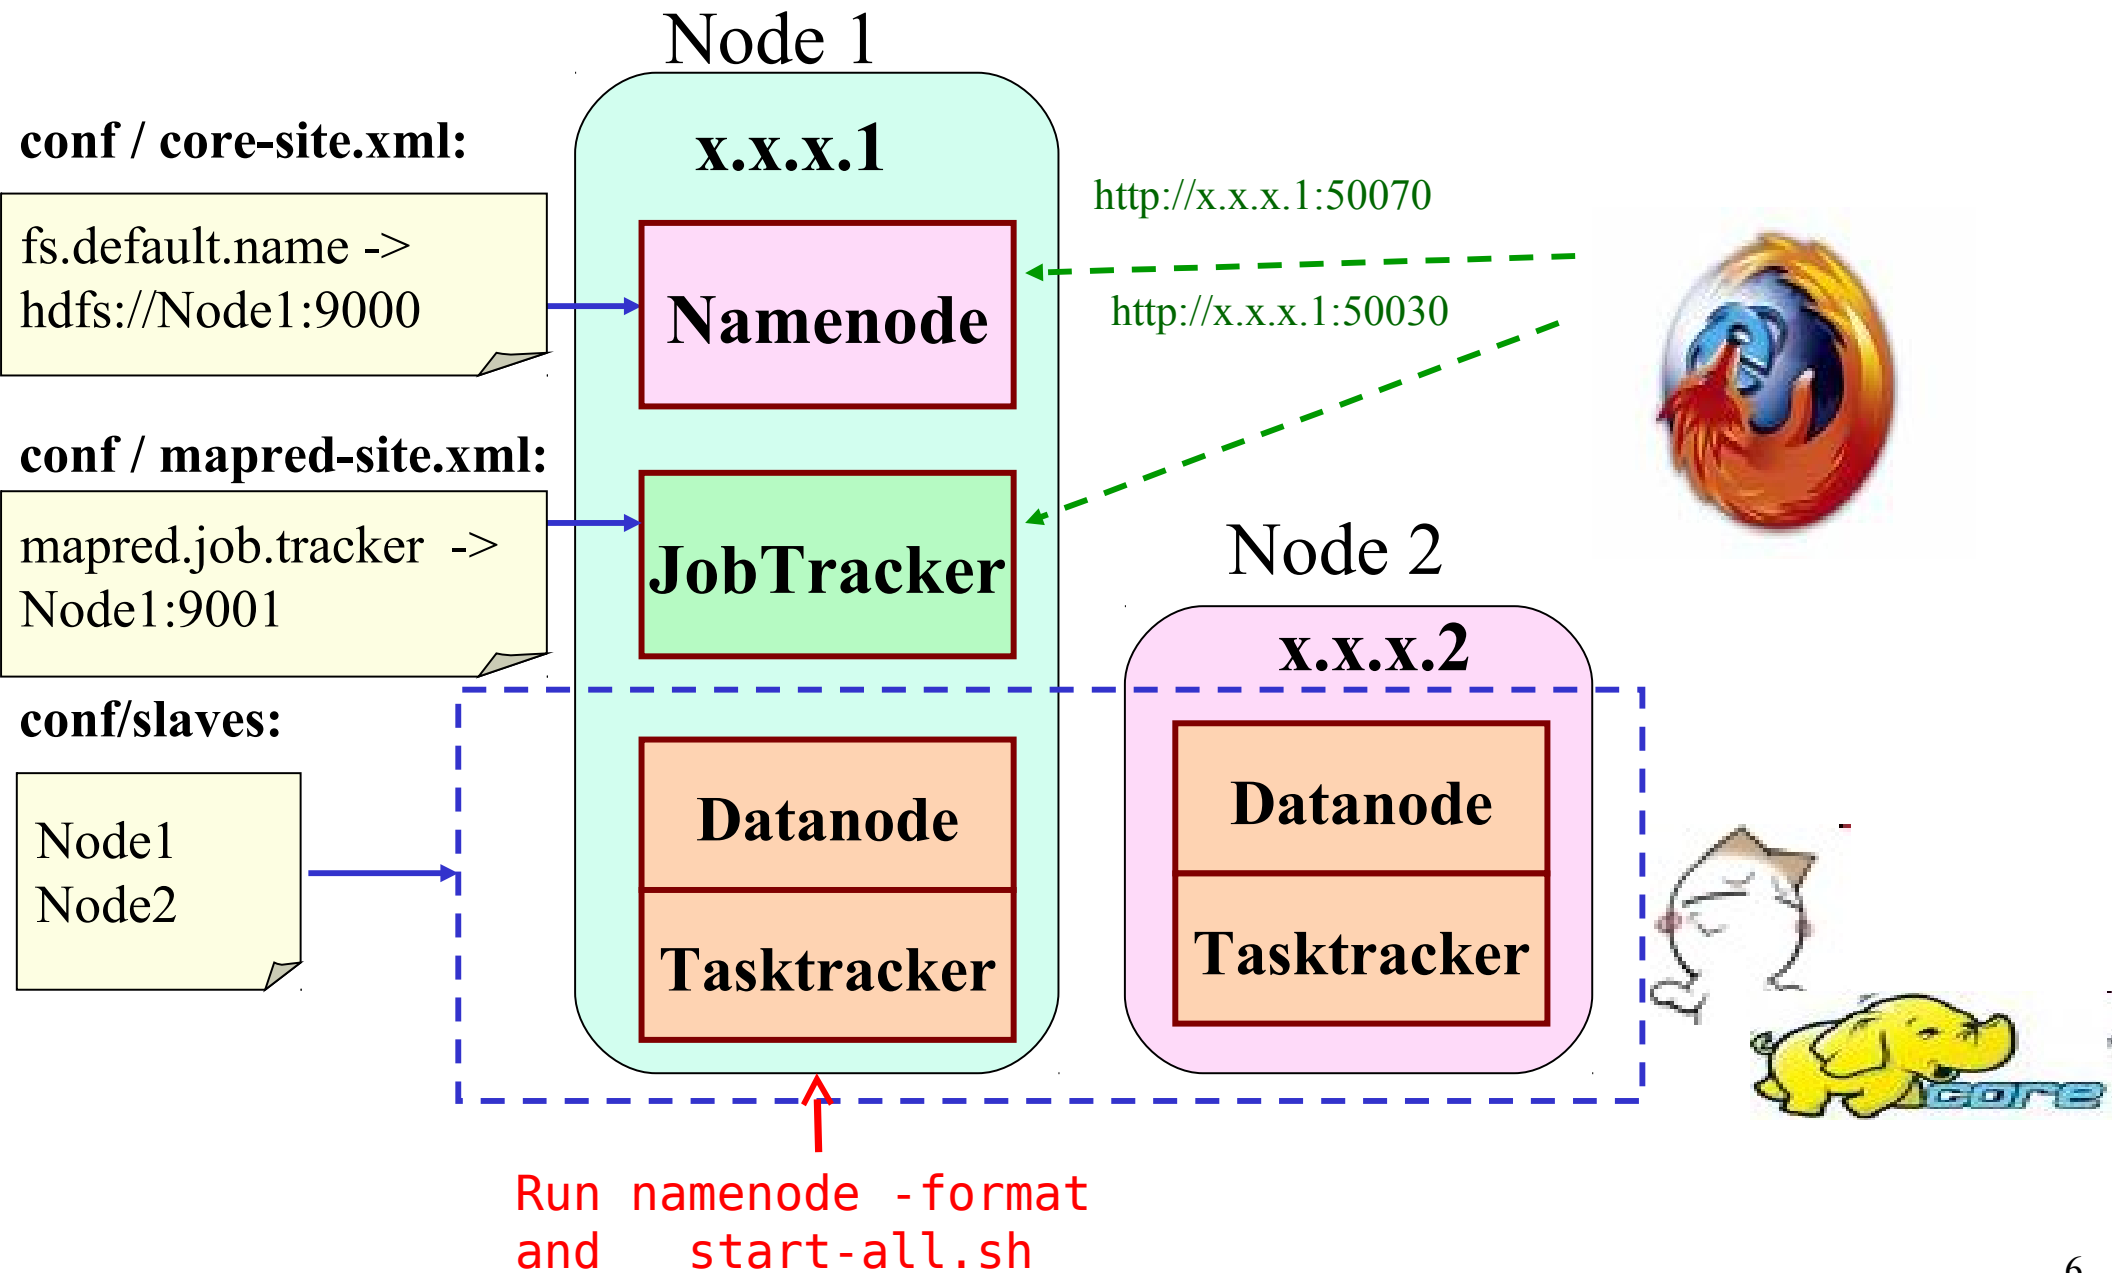 Node 1
conf / core-site.xml:
x.x.x.1
http://x.x.x.1:50070
fs.default.name ->
hdfs://Node1:9000
Namenode
http://x.x.x.1:50030
conf / mapred-site.xml:
mapred.job.tracker  ->
Node1:9001
JobTracker
Node 2
x.x.x.2
conf/slaves:
Node1
Node2
Datanode
Tasktracker
Datanode
Tasktracker
core
Run namenode -format
and   start-all.sh
6